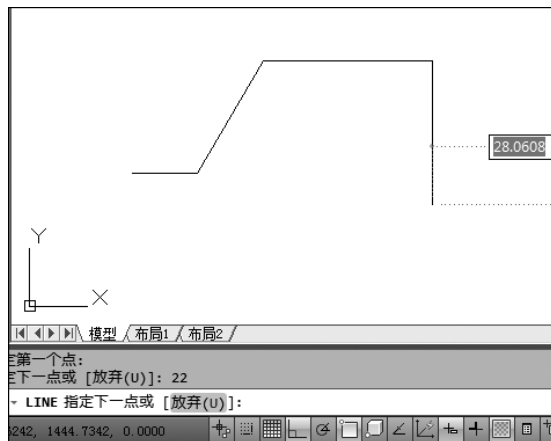 28.0608
Y
X
模型 / 布局1 / 布局2 /
定第一个点:
定下一点或 [放弃(U)]: 22
LINE 指定下一点或 [放弃(U)]:
5242, 1444.7342, 0.0000